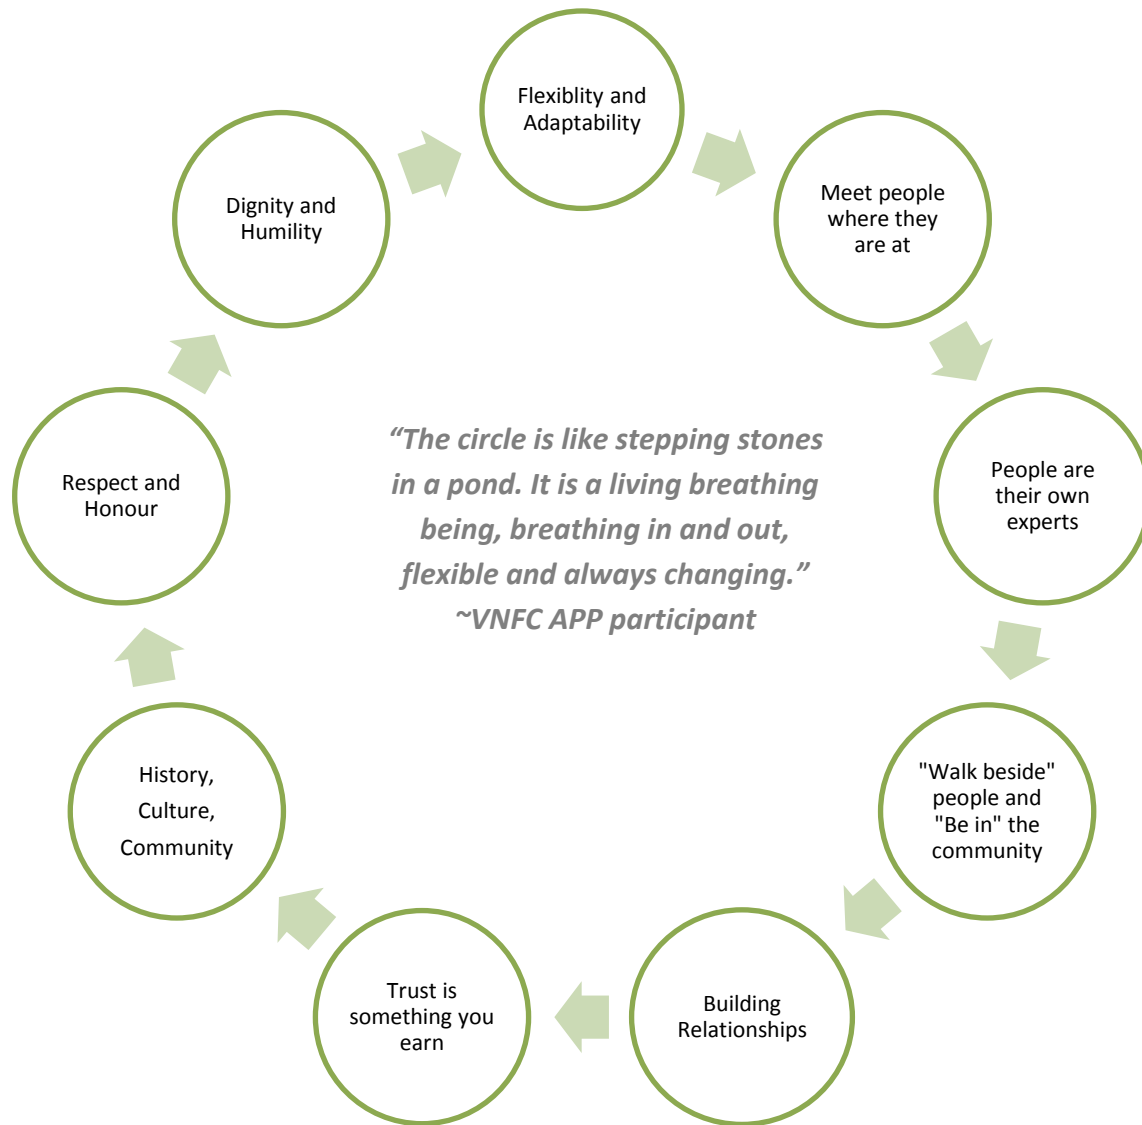 Flexiblity and
Adaptability
Meet people
where they
are at
People are
their own
experts
"Walk beside"
people and
"Be in" the
community
Building
Relationships
Trust is
something you
earn
History,
Culture,
Community
Respect and
Honour
Dignity and
Humility
“The circle is like stepping stones
in a pond. It is a living breathing
being, breathing in and out,
flexible and always changing.”
~VNFC APP participant